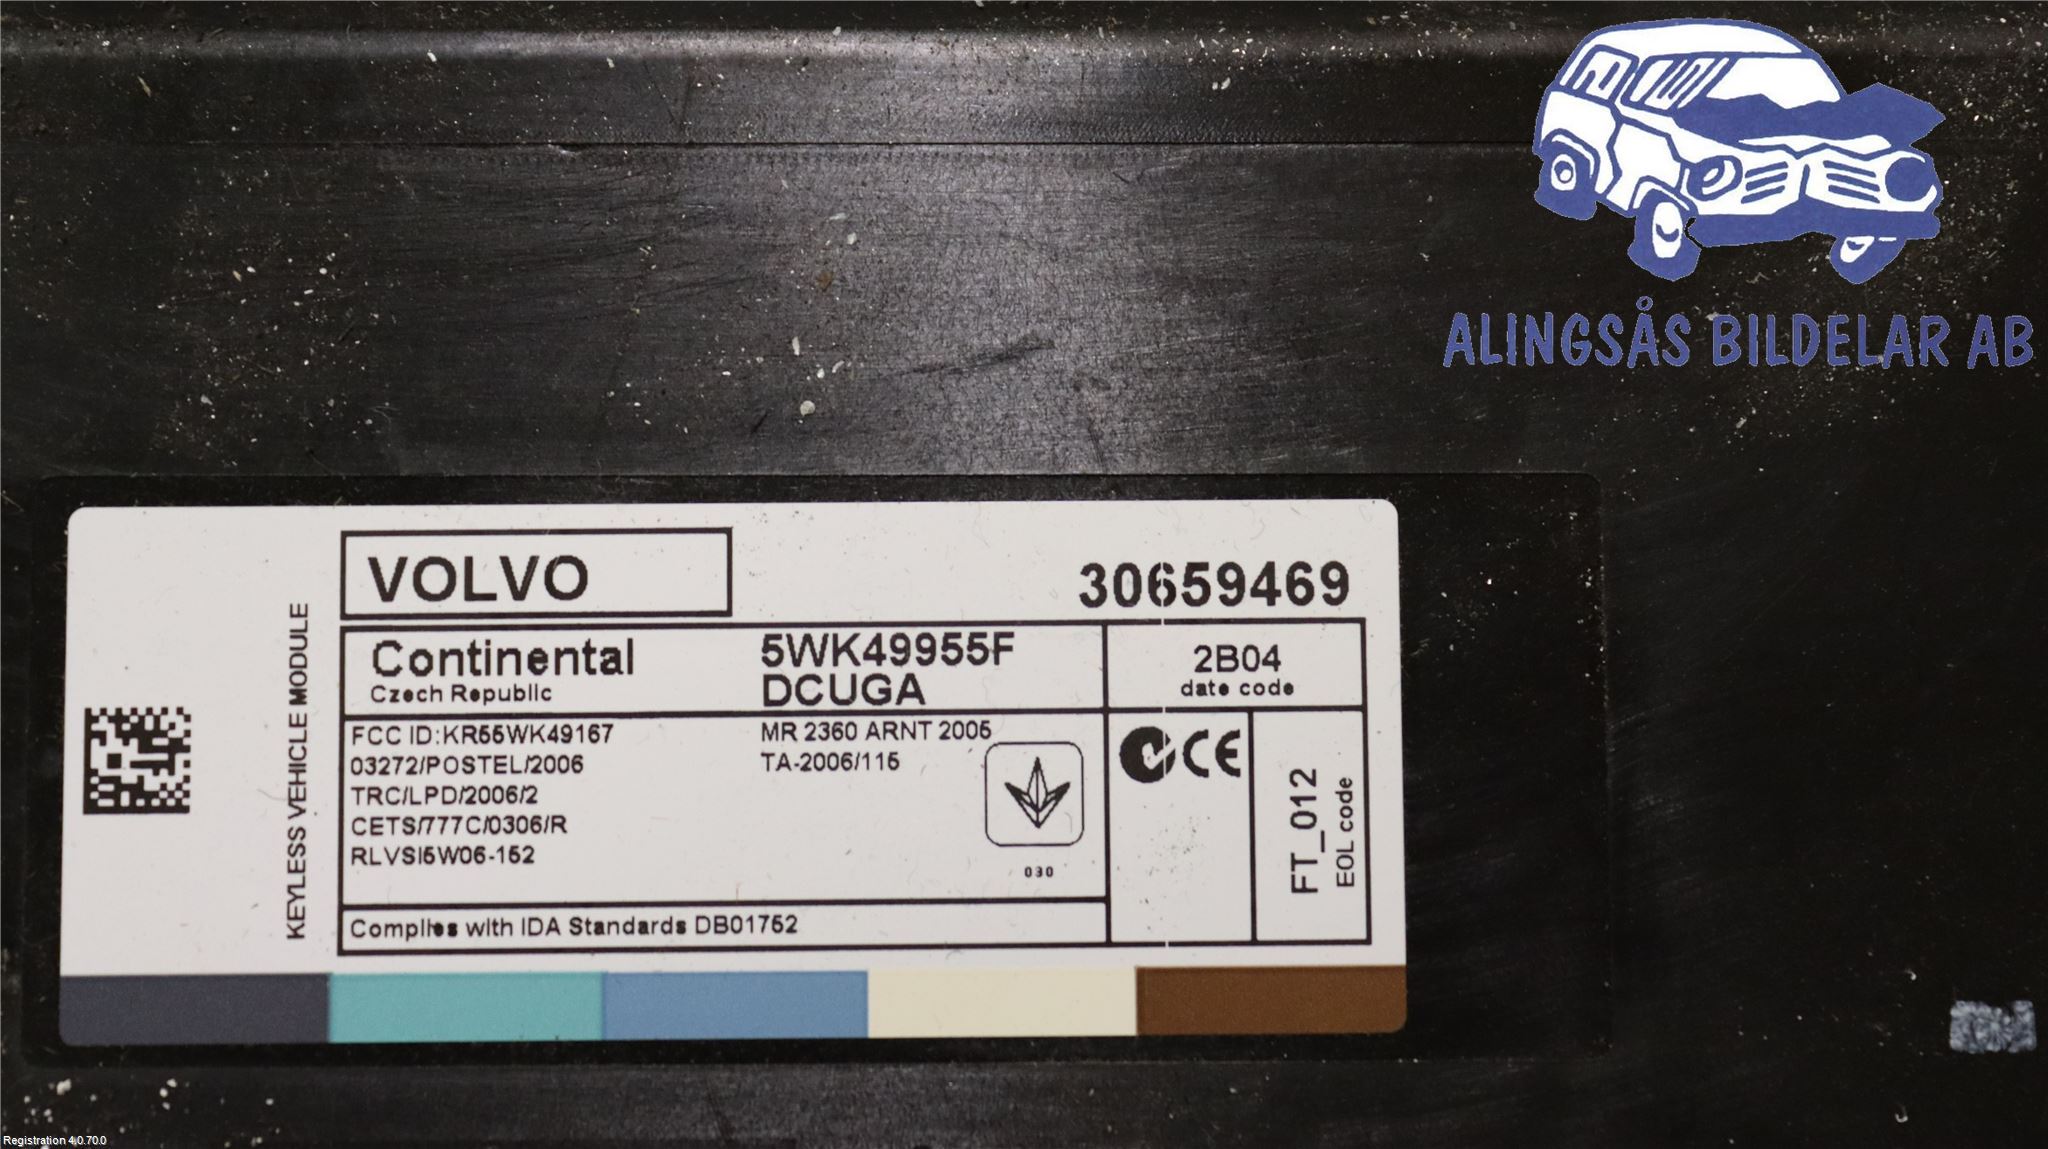 ALINGSÅS BILDELAR AB
VOLVO
30659469
KEYLESS VEHICLE MODULE
Continental
Czech Republic
5WK49955F
DCUGA
2B04
date code
FCC ID:KR55WK49167
03272/POSTEL/2006
TRC/LPD/2006/2
CETS/777C/0306/R
RLVSI5W06-152
MR 2360 ARNT 2005
TA-2006/115
030
CE
FT_012
EOL code
Complies with IDA Standards DB01752
Registration 4.0.70.0